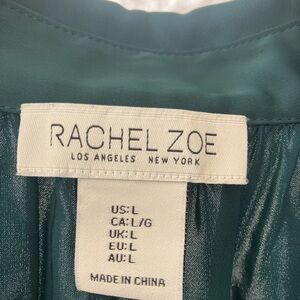 RACHEL ZOE
LOS ANGELES NEW YORK
US: L
CA: L/G
UK: L
EU: L
AU: L
MADE IN CHINA